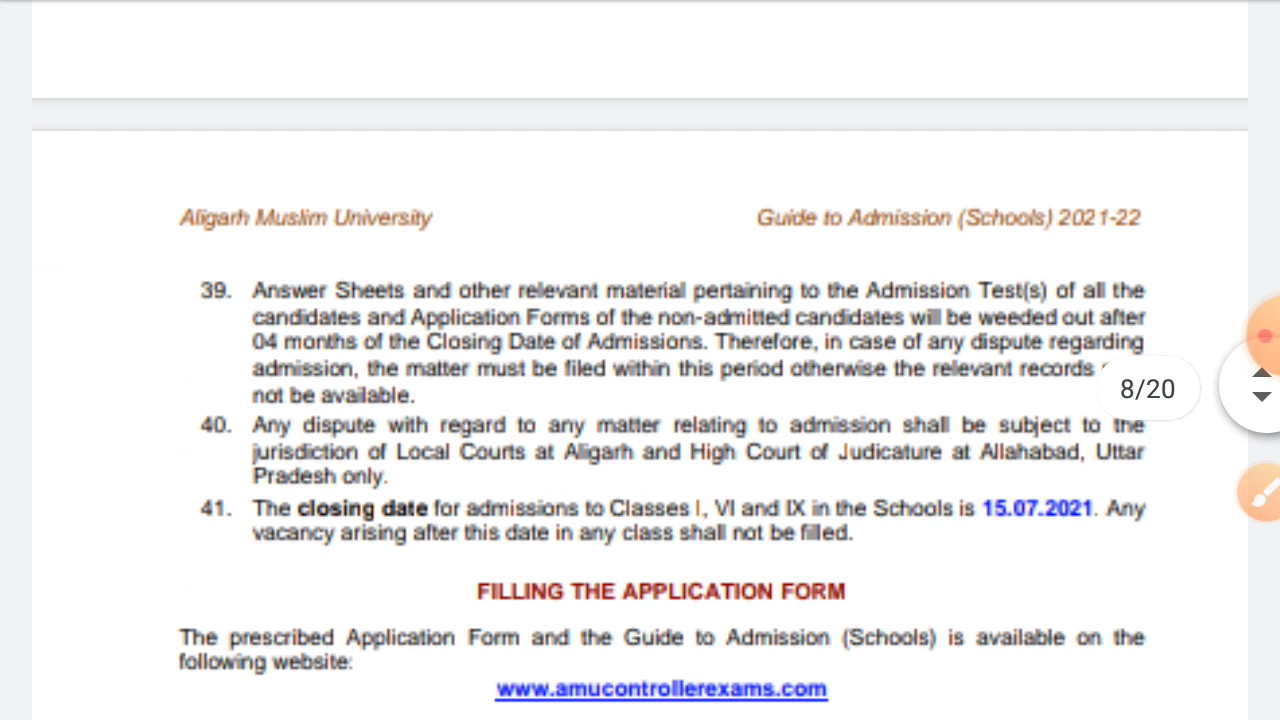 Aligarh Muslim University Guide to Admission (Schools) 2021-22
39. Answer Sheets and other relevant material pertaining to the Admission Test(s) of all the
candidates and Application Forms of the non-admitted candidates will be weeded out after
04 months of the Closing Date of Admissions. Therefore, in case of any dispute regarding
admission, the matter must be filed within this period otherwise the relevant records
8/20
not be available.
40. Any dispute with regard to any matter relating to admission shall be subject to the
jurisdiction of Local Courts at Aligarh and High Court of Judicature at Allahabad, Uttar
Pradesh only.
41. The closing date for admissions to Classes I, VI and IX in the Schools is 15.07.2021. Any
vacancy arising after this date in any class shall not be filled.
FILLING THE APPLICATION FORM
The prescribed Application Form and the Guide to Admission (Schools) is available on the
following website:
www.amucontrollerexams.com